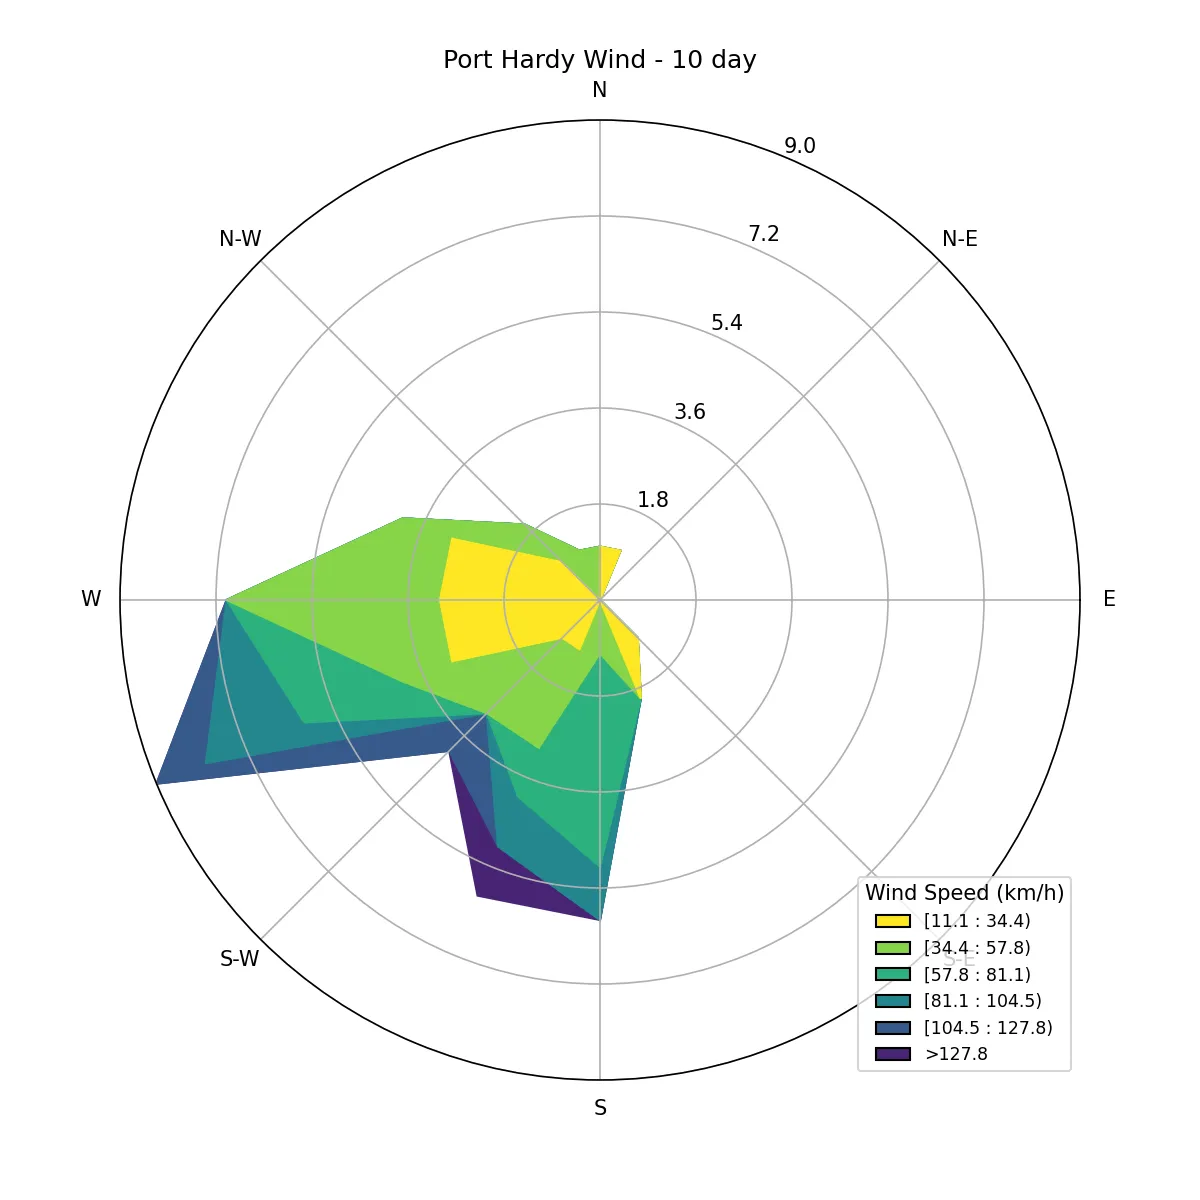 Port Hardy Wind - 10 day
N
9.0
N-W
7.2
N-E
5.4
3.6
1.8
W
E
Wind Speed (km/h)
[11.1 : 34.4)
[34.4 : 57.8)
S-W
S-E
[57.8 : 81.1)
[81.1 : 104.5)
[104.5 : 127.8)
>127.8
S